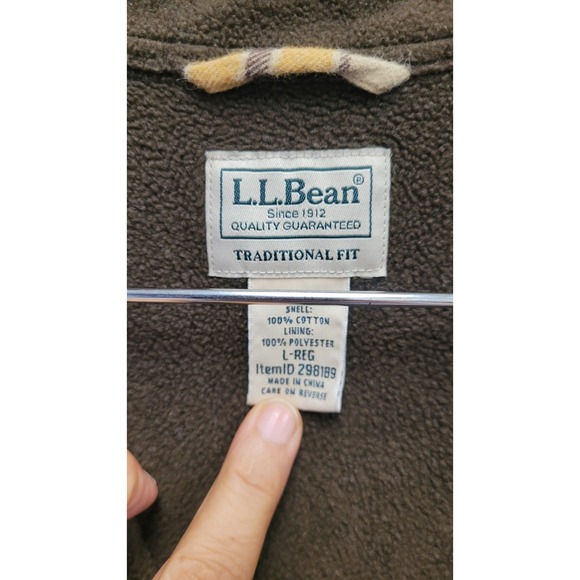 L.L.Bean®
Since 1912
QUALITY GUARANTEED
TRADITIONAL FIT
SHELL:
100% COTTON
LINING:
100% POLYESTER
L-REG
ItemID 298189
MADE IN CHINA
CARE ON REVERSE